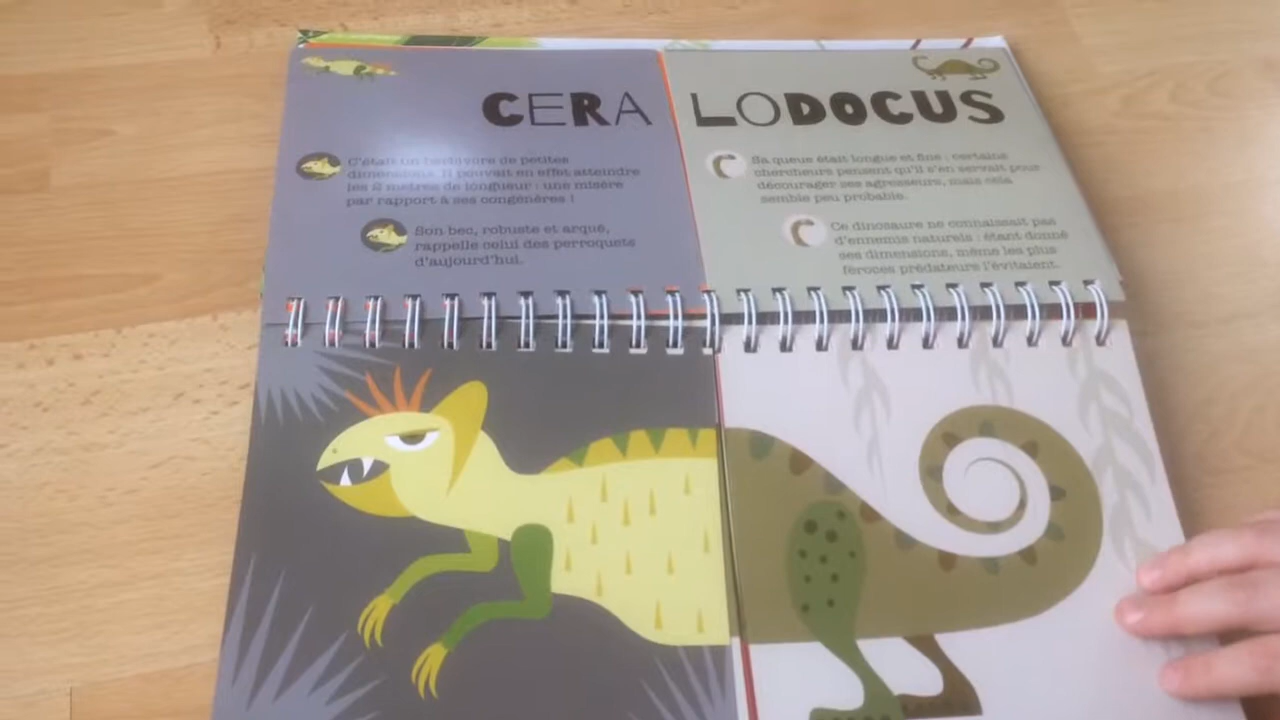 CERA LODOCUS
C'était un herbivore de petites
dimensions. Il pouvait en effet atteindre
les 2 mètres de longueur : une misère
par rapport à ses congénères !
Son bec, robuste et arqué,
rappelle celui des perroquets
d'aujourd'hui.
Sa queue était longue et fine : certains
chercheurs pensent qu'il s'en servait pour
décourager ses agresseurs, mais cela
semble peu probable.
Ce dinosaure ne connaissait pas
d'ennemis naturels : étant donné
ses dimensions, même les plus
féroces prédateurs l'évitaient.